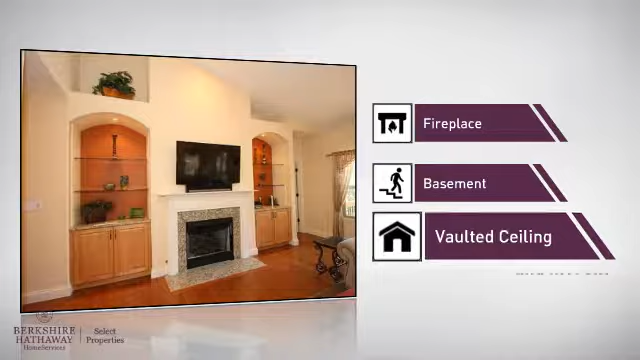 Fireplace
Basement
Vaulted Ceiling
BERKSHIRE
HATHAWAY
HomeServices
Select
Properties